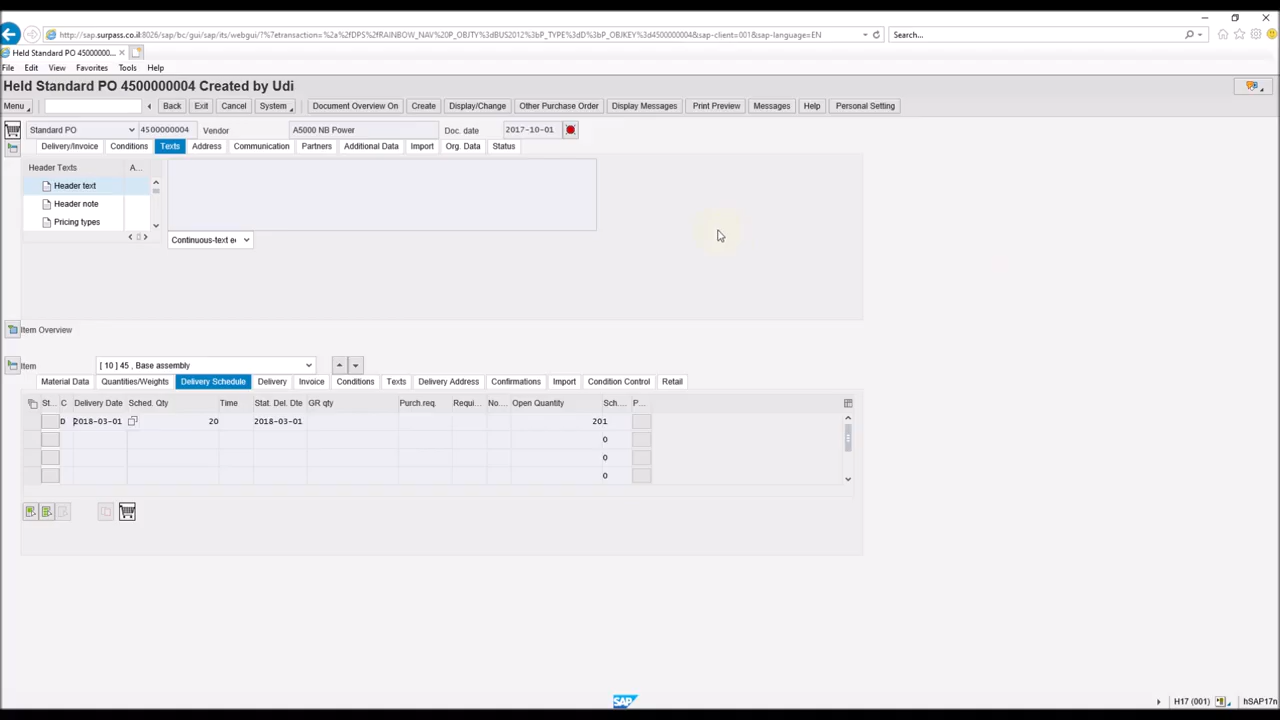 http://sap.surpass.co.il:8026/sap/bc/gui/sap/its/webgui/?%7etransaction=%2a%2fDPS%2fRAINBOW_NAV%20P_OBJTY%3dBUS2012%3bP_TYPE%3dD%3bP_OBJKEY%3d4500000004&sap-client=001&sap-language=EN
Search...
Held Standard PO 45000000...
File Edit View Favorites Tools Help
Held Standard PO 4500000004 Created by Udi
Menu Back Exit Cancel System Document Overview On Create Display/Change Other Purchase Order Display Messages Print Preview Messages Help Personal Setting
Standard PO 4500000004 Vendor A5000 NB Power Doc. date 2017-10-01
Delivery/Invoice Conditions Texts Address Communication Partners Additional Data Import Org. Data Status
Header Texts A...
Header text
Header note
Pricing types
Continuous-text e
Item Overview
Item [ 10 ] 45 , Base assembly
Material Data Quantities/Weights Delivery Schedule Delivery Invoice Conditions Texts Delivery Address Confirmations Import Condition Control Retail
St... C Delivery Date Sched. Qty Time Stat. Del. Dte GR qty Purch.req. Requi... No... Open Quantity Sch... P...
D 2018-03-01 20 2018-03-01 201
0
0
0
SAP H17 (001) hSAP17n